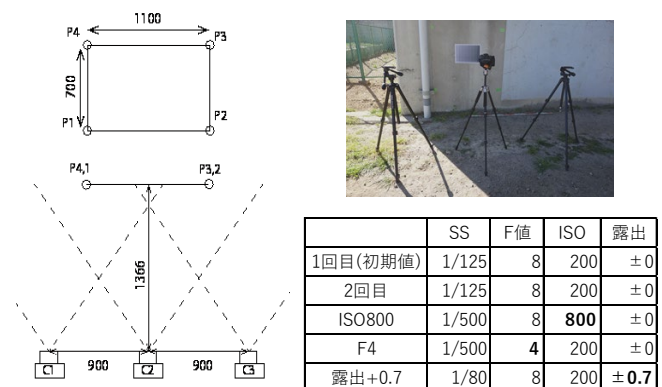 1100
P4
P3
700
P1
P2
P4,1
P3,2
1366
900
900
C1
C2
C3
SS F値 ISO 露出
1回目(初期値) 1/125 8 200 ±0
2回目 1/125 8 200 ±0
ISO800 1/500 8 800 ±0
F4 1/500 4 200 ±0
露出+0.7 1/80 8 200 ±0.7